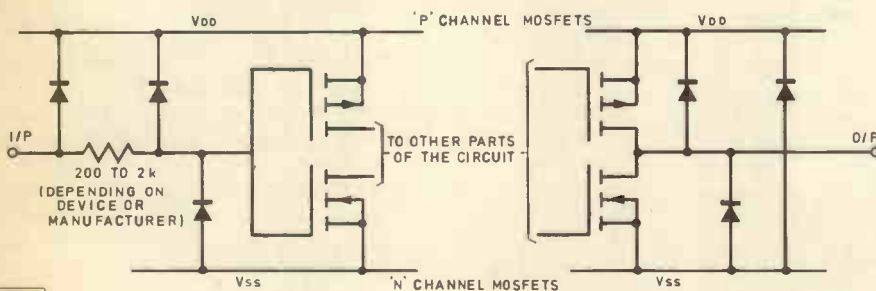 VDD
'P' CHANNEL MOSFETS
VDD
I/P
200 TO 2k
(DEPENDING ON
DEVICE OR
MANUFACTURER)
TO OTHER PARTS
OF THE CIRCUIT
O/P
VSS
'N' CHANNEL MOSFETS
VSS